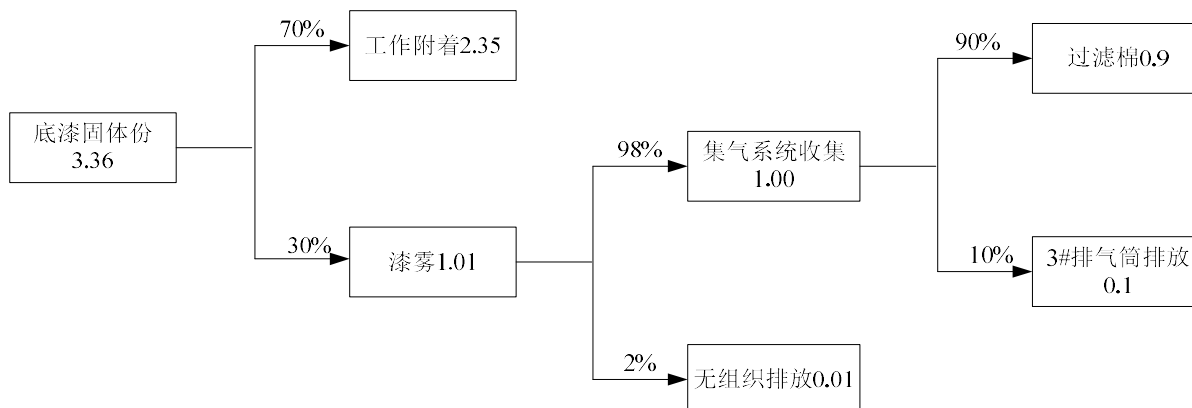 70%
工作附着2.35
90%
过滤棉0.9
底漆固体份
3.36
98%
集气系统收集
1.00
30%
漆雾1.01
10%
3#排气筒排放
0.1
2%
无组织排放0.01